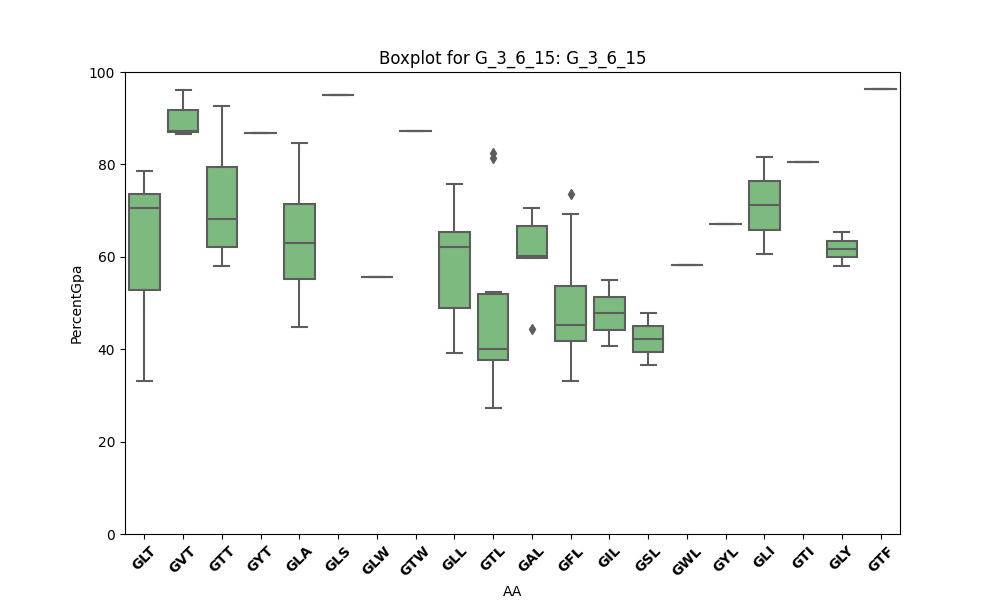 Boxplot for G_3_6_15: G_3_6_15
100
80
60
40
20
0
PercentGpa
GLT
GVT
GTT
GYT
GLA
GLS
GLW
GTW
GLL
GTL
GAL
GFL
GIL
GSL
GWL
GYL
GLI
GTI
GLY
GTF
AA